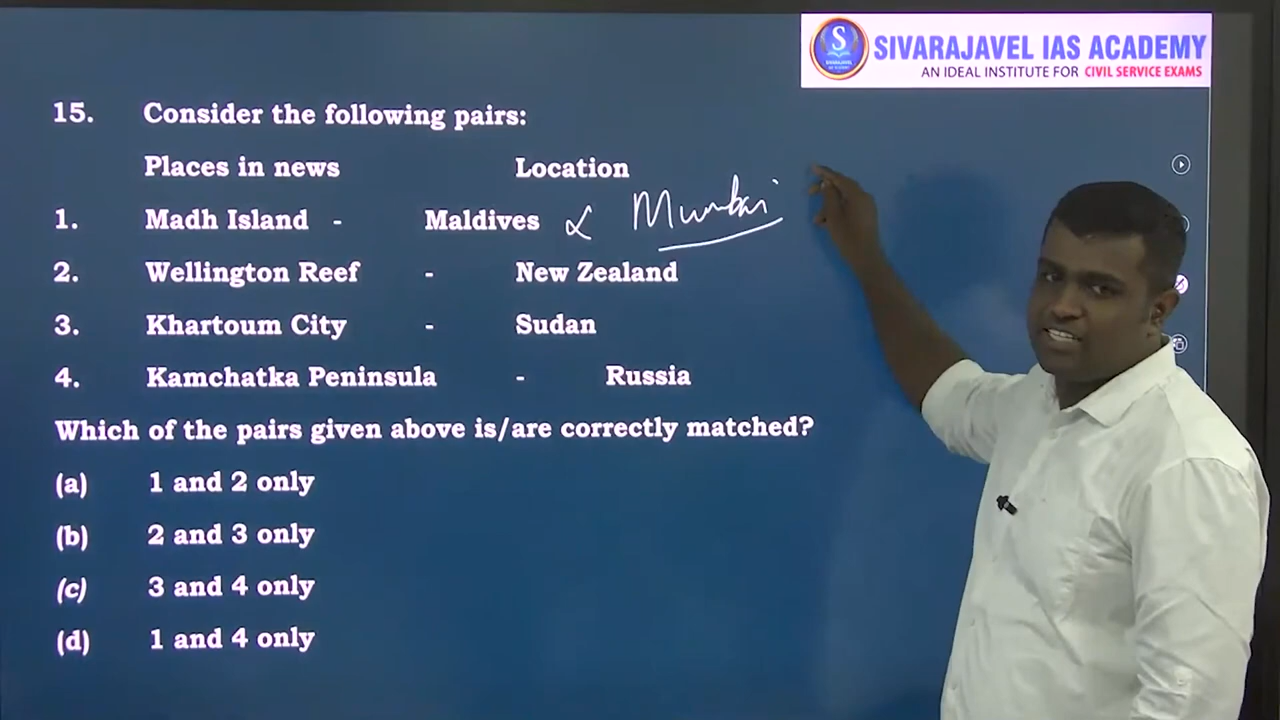 SIVARAJAVEL IAS ACADEMY
AN IDEAL INSTITUTE FOR CIVIL SERVICE EXAMS
15. Consider the following pairs:
Places in news Location
1. Madh Island - Maldives Mumbai
2. Wellington Reef - New Zealand
3. Khartoum City - Sudan
4. Kamchatka Peninsula - Russia
Which of the pairs given above is/are correctly matched?
(a) 1 and 2 only
(b) 2 and 3 only
(c) 3 and 4 only
(d) 1 and 4 only